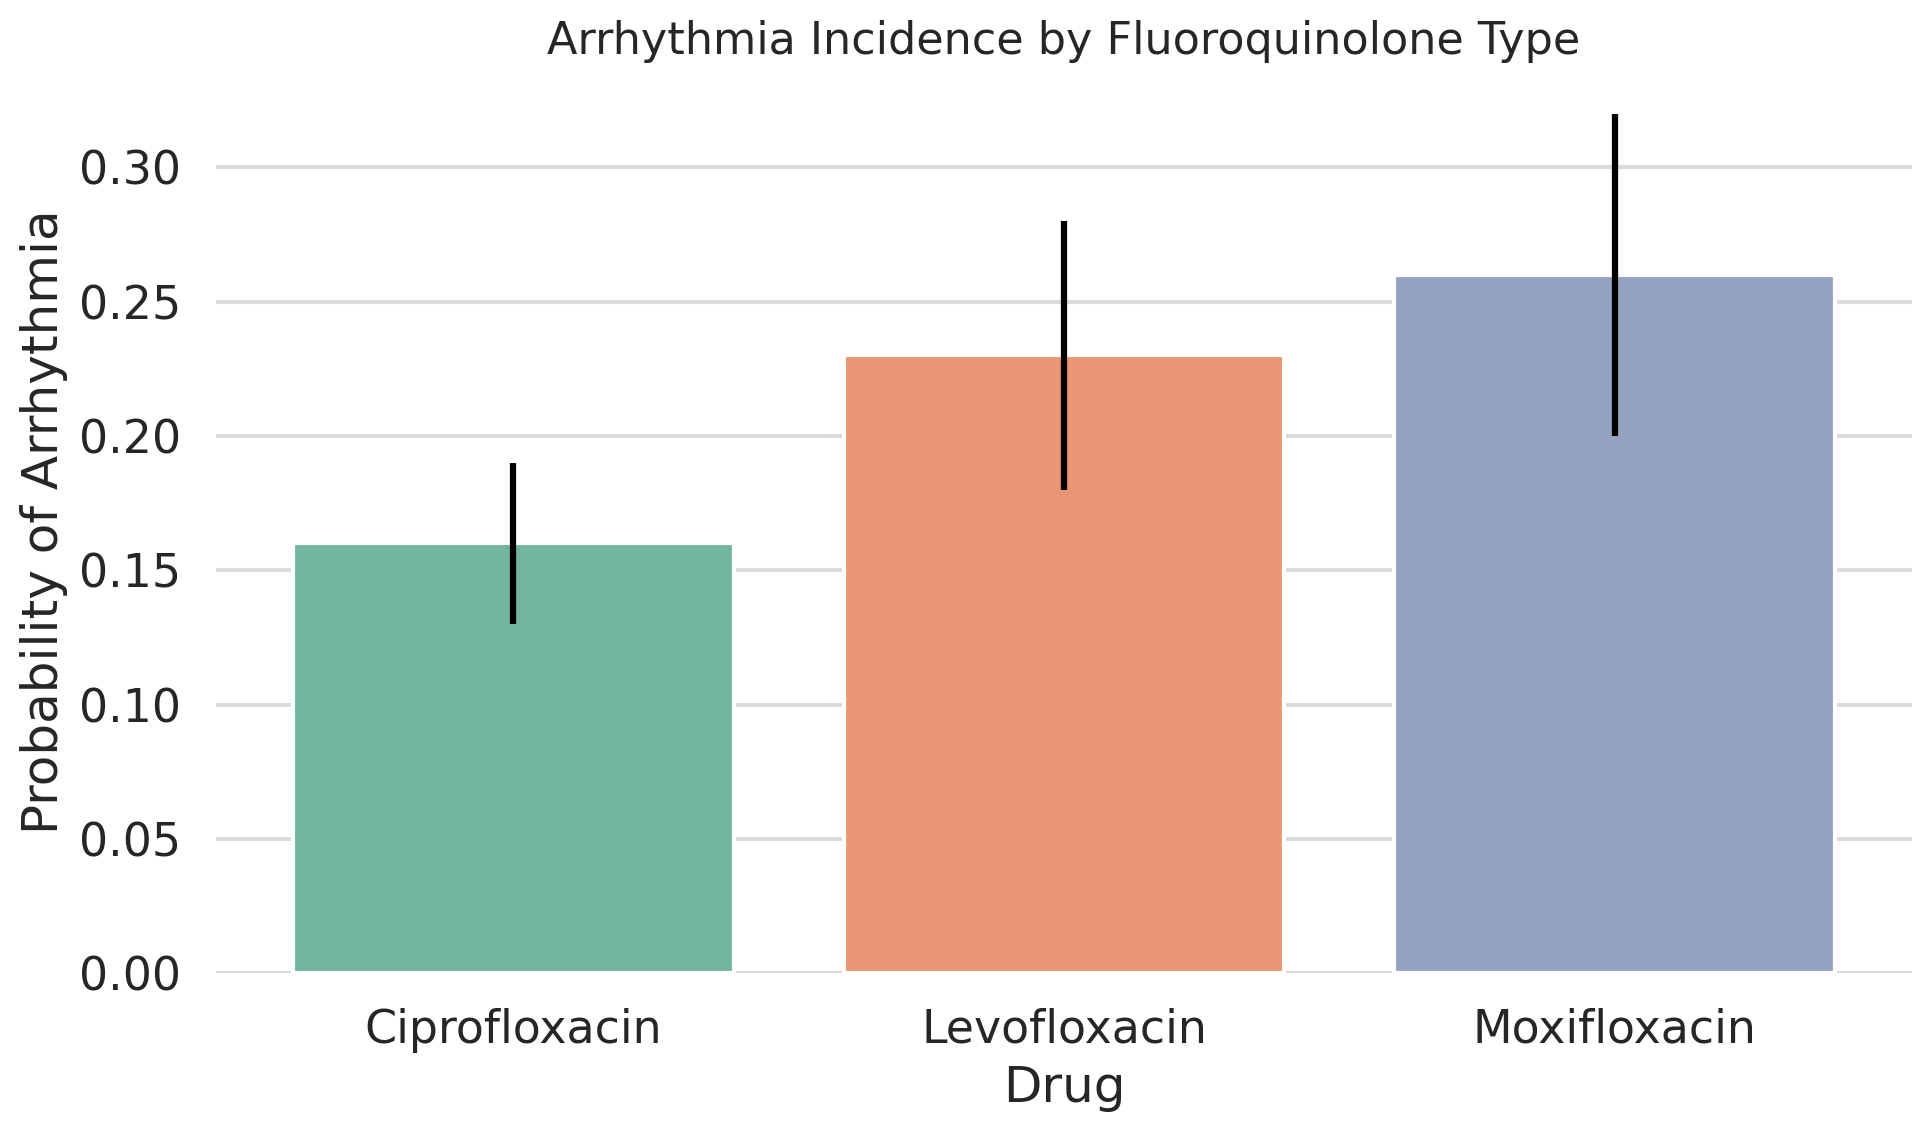 Arrhythmia Incidence by Fluoroquinolone Type
Probability of Arrhythmia
0.30
0.25
0.20
0.15
0.10
0.05
0.00
Ciprofloxacin
Levofloxacin
Moxifloxacin
Drug